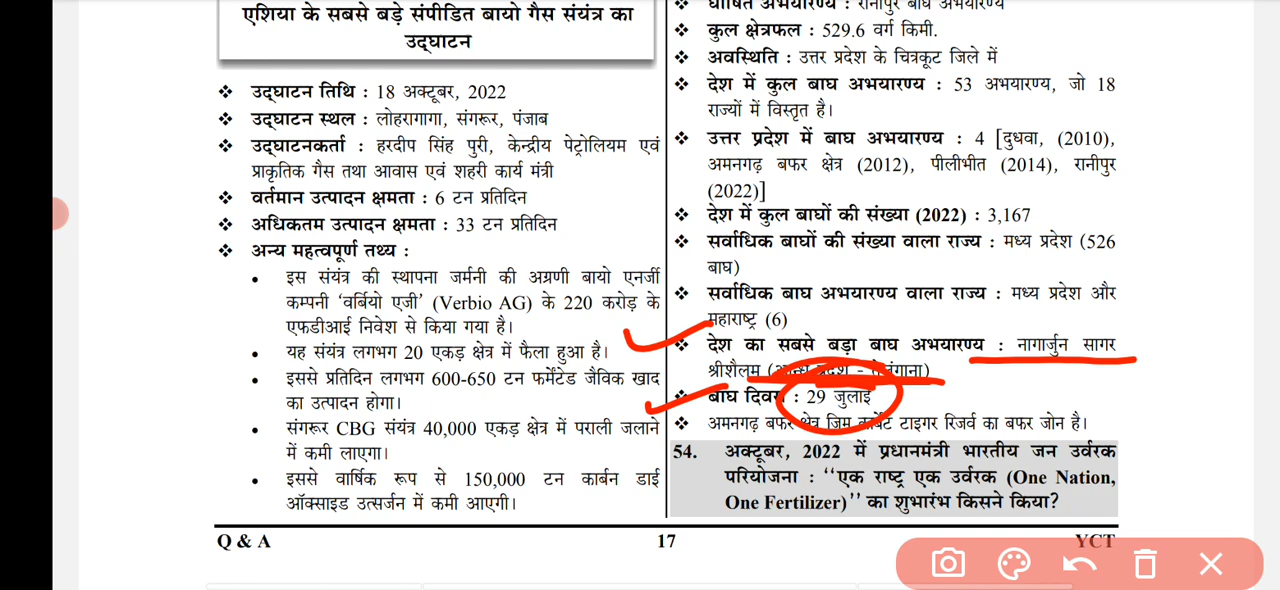 एशिया के सबसे बड़े संपीडित बायो गैस संयंत्र का
उद्घाटन
❖ उद्घाटन तिथि : 18 अक्टूबर, 2022
❖ उद्घाटन स्थल : लोहरागागा, संगरूर, पंजाब
❖ उद्घाटनकर्ता : हरदीप सिंह पुरी, केन्द्रीय पेट्रोलियम एवं
प्राकृतिक गैस तथा आवास एवं शहरी कार्य मंत्री
❖ वर्तमान उत्पादन क्षमता : 6 टन प्रतिदिन
❖ अधिकतम उत्पादन क्षमता : 33 टन प्रतिदिन
❖ अन्य महत्वपूर्ण तथ्य :
• इस संयंत्र की स्थापना जर्मनी की अग्रणी बायो एनर्जी
कम्पनी ‘वर्बियो एजी’ (Verbio AG) के 220 करोड़ के
एफडीआई निवेश से किया गया है।
• यह संयंत्र लगभग 20 एकड़ क्षेत्र में फैला हुआ है।
• इससे प्रतिदिन लगभग 600-650 टन फर्मेंटेड जैविक खाद
का उत्पादन होगा।
• संगरूर CBG संयंत्र 40,000 एकड़ क्षेत्र में पराली जलाने
में कमी लाएगा।
• इससे वार्षिक रूप से 150,000 टन कार्बन डाई
ऑक्साइड उत्सर्जन में कमी आएगी।
❖ घोषित अभयारण्य : रानीपुर बाघ अभयारण्य
❖ कुल क्षेत्रफल : 529.6 वर्ग किमी.
❖ अवस्थिति : उत्तर प्रदेश के चित्रकूट जिले में
❖ देश में कुल बाघ अभयारण्य : 53 अभयारण्य, जो 18
राज्यों में विस्तृत है।
❖ उत्तर प्रदेश में बाघ अभयारण्य : 4 [दुधवा, (2010),
अमनगढ़ बफर क्षेत्र (2012), पीलीभीत (2014), रानीपुर
(2022)]
❖ देश में कुल बाघों की संख्या (2022) : 3,167
❖ सर्वाधिक बाघों की संख्या वाला राज्य : मध्य प्रदेश (526
बाघ)
❖ सर्वाधिक बाघ अभयारण्य वाला राज्य : मध्य प्रदेश और
महाराष्ट्र (6)
❖ देश का सबसे बड़ा बाघ अभयारण्य : नागार्जुन सागर
श्रीशैलम (आन्ध्र प्रदेश - तेलंगाना)
❖ बाघ दिवस : 29 जुलाई
❖ अमनगढ़ बफर क्षेत्र जिम कार्बेट टाइगर रिजर्व का बफर जोन है।
54. अक्टूबर, 2022 में प्रधानमंत्री भारतीय जन उर्वरक
परियोजना : ‘‘एक राष्ट्र एक उर्वरक (One Nation,
One Fertilizer)’’ का शुभारंभ किसने किया?
Q & A 17 YCT